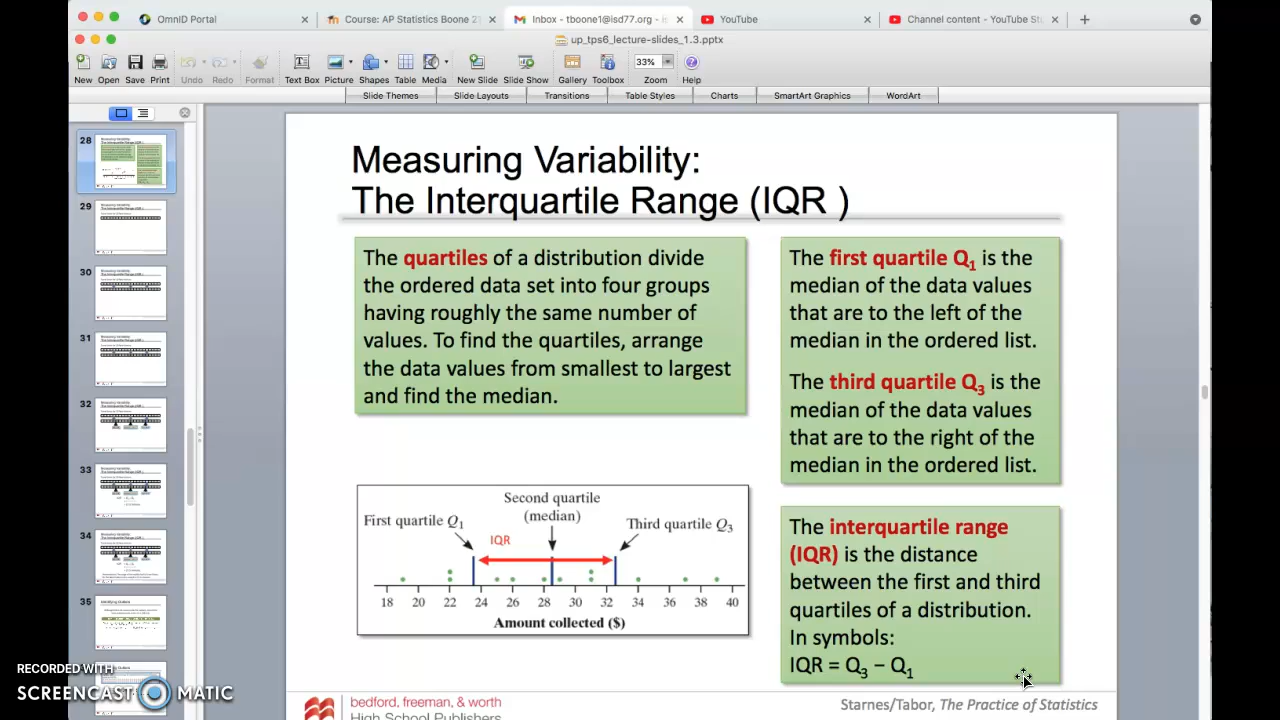 OmniD Portal
Course: AP Statistics Boone 21
Inbox - tboone1@isd77.org - is
YouTube
Channel content - YouTube Stu
up_tps6_lecture-slides_1.3.pptx
33%
New Open Save Print Undo Redo Format Text Box Picture Shapes Table Media New Slide Slide Show Gallery Toolbox Zoom Help
Slide Themes Slide Layouts Transitions Table Styles Charts SmartArt Graphics WordArt
28
29
30
31
32
33
34
35
Measuring Variability:
The Interquartile Range (IQR )
The quartiles of a distribution divide
the ordered data set into four groups
having roughly the same number of
values. To find the quartiles, arrange
the data values from smallest to largest
and find the median.
The first quartile Q1 is the
median of the data values
that are to the left of the
median in the ordered list.
The third quartile Q3 is the
median of the data values
that are to the right of the
median in the ordered list.
Second quartile
(median)
First quartile Q1
Third quartile Q3
IQR
18 20 22 24 26 28 30 32 34 36 38 40
Amount collected ($)
The interquartile range
(IQR) is the distance
between the first and third
quartiles of a distribution.
In symbols:
IQR = Q3 − Q1
bedford, freeman, & worth
High School Publishers
Starnes/Tabor, The Practice of Statistics
RECORDED WITH
SCREENCAST MATIC